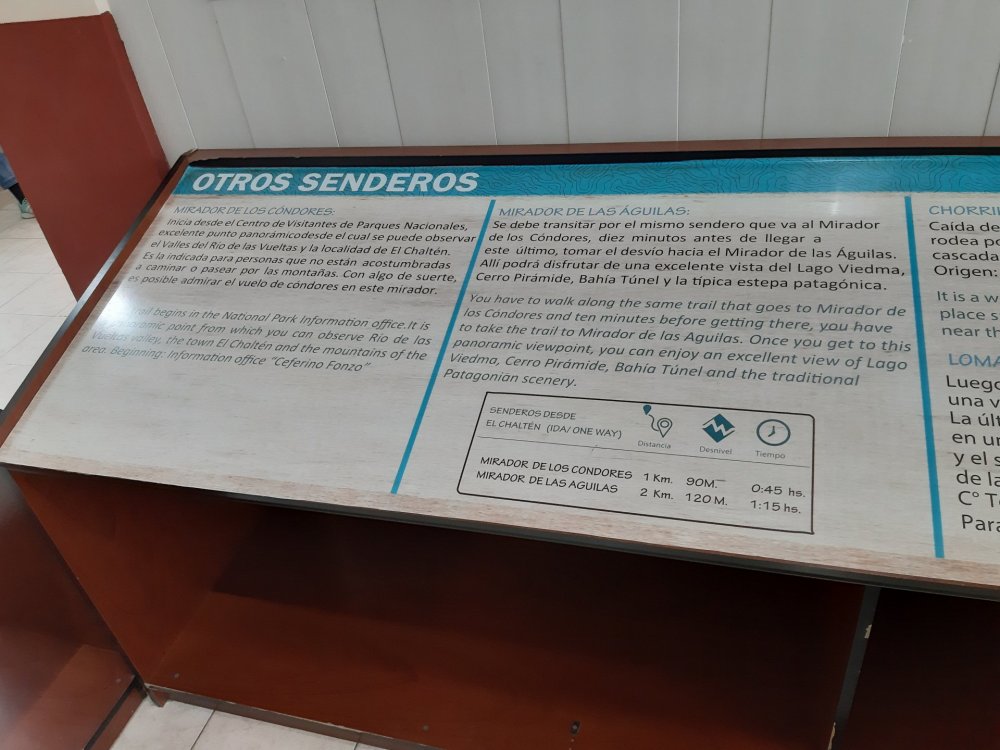 OTROS SENDEROS
MIRADOR DE LOS CÓNDORES:
Inicia desde el Centro de Visitantes de Parques Nacionales,
excelente punto panorámico desde el cual se puede observar
el Valles del Río de las Vueltas y la localidad de El Chaltén.
Es la indicada para personas que no están acostumbradas
a caminar o pasear por las montañas. Con algo de suerte,
es posible admirar el vuelo de cóndores en este mirador.
trail begins in the National Park Information office. It is
panoramic point from which you can observe Río de las
Vueltas valley, the town El Chaltén and the mountains of the
area. Beginning: Information office "Ceferino Fonzo"
MIRADOR DE LAS ÁGUILAS:
Se debe transitar por el mismo sendero que va al Mirador
de los Cóndores, diez minutos antes de llegar a
este último, tomar el desvío hacia el Mirador de las Águilas.
Allí podrá disfrutar de una excelente vista del Lago Viedma,
Cerro Pirámide, Bahía Túnel y la típica estepa patagónica.
You have to walk along the same trail that goes to Mirador de
los Cóndores and ten minutes before getting there, you have
to take the trail to Mirador de las Aguilas. Once you get to this
panoramic viewpoint, you can enjoy an excellent view of Lago
Viedma, Cerro Pirámide, Bahía Túnel and the traditional
Patagonian scenery.
SENDEROS DESDE
EL CHALTÉN (IDA/ ONE WAY)
Distancia Desnivel Tiempo
MIRADOR DE LOS CONDORES 1 Km. 90M. 0:45 hs.
MIRADOR DE LAS AGUILAS 2 Km. 120 M. 1:15 hs.
CHORRIL
Caída de
rodea po
cascada
Origen:
It is a w
place s
near th
LOMA
Luego
una v
La últ
en un
y el s
de la
C° T
Para